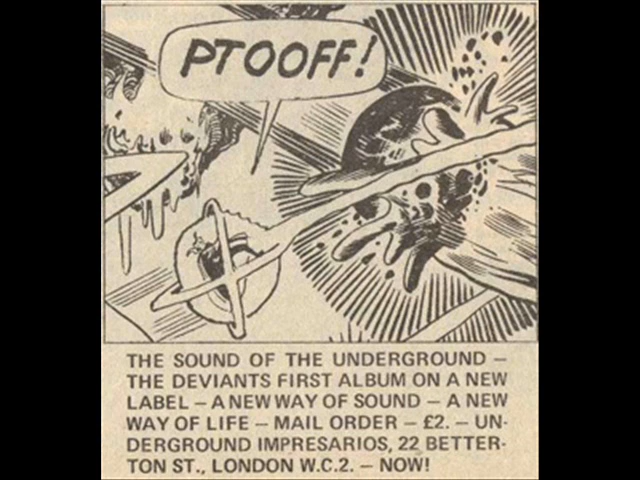 PTOOFF!
THE SOUND OF THE UNDERGROUND —
THE DEVIANTS FIRST ALBUM ON A NEW
LABEL — A NEW WAY OF SOUND — A NEW
WAY OF LIFE — MAIL ORDER — £2. — UN-
DERGROUND IMPRESARIOS, 22 BETTER-
TON ST., LONDON W.C.2. — NOW!